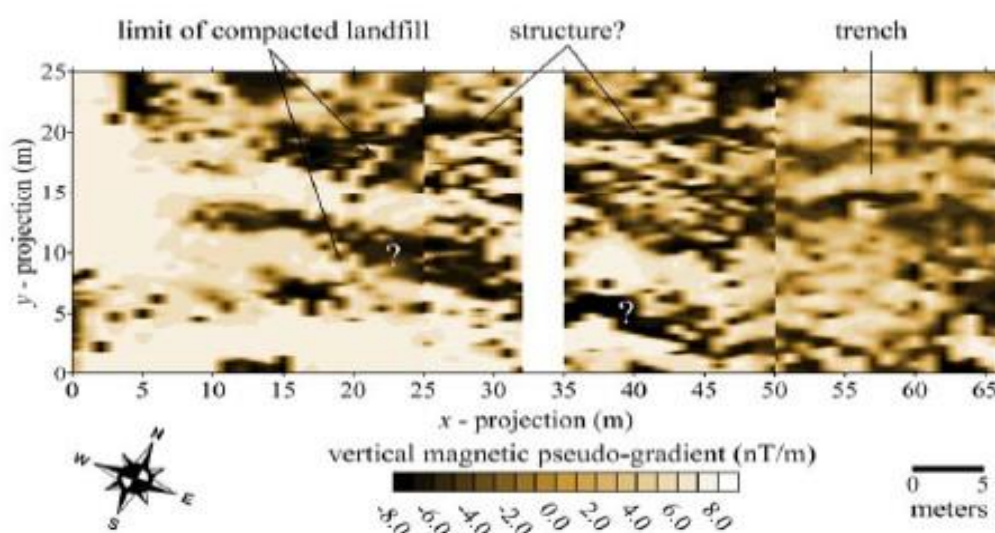 limit of compacted landfill structure? trench
25
20
15
10
5
0
y - projection (m)
? ?
0 5 10 15 20 25 30 35 40 45 50 55 60 65
x - projection (m)
N
W
E
S
vertical magnetic pseudo-gradient (nT/m)
-8.0 -6.0 -4.0 -2.0 0.0 2.0 4.0 6.0 8.0
0 5
meters